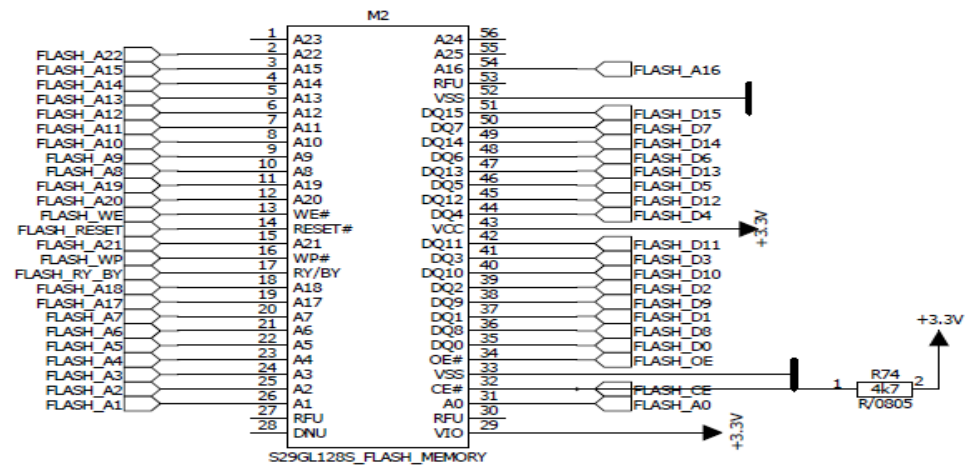 M2
1 A23 A24 56
FLASH_A22 2 A22 A25 55
FLASH_A15 3 A15 A16 54 FLASH_A16
FLASH_A14 4 A14 RFU 53
FLASH_A13 5 A13 VSS 52
FLASH_A12 6 A12 DQ15 51 FLASH_D15
FLASH_A11 7 A11 DQ7 50 FLASH_D7
FLASH_A10 8 A10 DQ14 49 FLASH_D14
FLASH_A9 9 A9 DQ6 48 FLASH_D6
FLASH_A8 10 A8 DQ13 47 FLASH_D13
FLASH_A19 11 A19 DQ5 46 FLASH_D5
FLASH_A20 12 A20 DQ12 45 FLASH_D12
FLASH_WE 13 WE# DQ4 44 FLASH_D4
FLASH_RESET 14 RESET# VCC 43 +3.3V
FLASH_A21 15 A21 DQ11 42 FLASH_D11
FLASH_WP 16 WP# DQ3 41 FLASH_D3
FLASH_RY_BY 17 RY/BY DQ10 40 FLASH_D10
FLASH_A18 18 A18 DQ2 39 FLASH_D2
FLASH_A17 19 A17 DQ9 38 FLASH_D9
FLASH_A7 20 A7 DQ1 37 FLASH_D1
FLASH_A6 21 A6 DQ8 36 FLASH_D8
FLASH_A5 22 A5 DQ0 35 FLASH_D0
FLASH_A4 23 A4 OE# 34 FLASH_OE
FLASH_A3 24 A3 VSS 33
FLASH_A2 25 A2 CE# 32 FLASH_CE
FLASH_A1 26 A1 A0 31 FLASH_A0
27 RFU RFU 30
28 DNU VIO 29 +3.3V
S29GL128S_FLASH_MEMORY
+3.3V
R74
1 4k7 2
R/0805